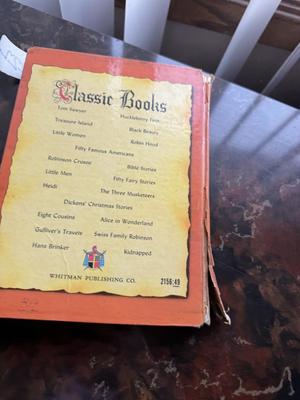 Classic Books
Tom Sawyer
Huckleberry Finn
Treasure Island
Black Beauty
Little Women
Robin Hood
Fifty Famous Americans
Robinson Crusoe
Bible Stories
Little Men
Fifty Fairy Stories
Heidi
The Three Musketeers
Dickens' Christmas Stories
Eight Cousins
Alice in Wonderland
Gulliver's Travels
Swiss Family Robinson
Hans Brinker
Kidnapped
WHITMAN PUBLISHING CO.
2156:49